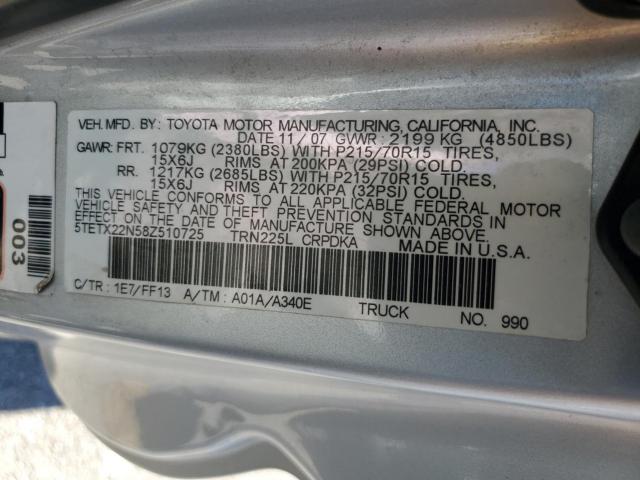 VEH. MFD. BY: TOYOTA MOTOR MANUFACTURING, CALIFORNIA, INC.
DATE 11/07 GVWR: 2199 KG (4850LBS)
GAWR: FRT. 1079KG (2380LBS) WITH P215/70R15 TIRES,
15X6J RIMS AT 200KPA (29PSI) COLD.
RR. 1217KG (2685LBS) WITH P215/70R15 TIRES,
15X6J RIMS AT 220KPA (32PSI) COLD.
THIS VEHICLE CONFORMS TO ALL APPLICABLE FEDERAL MOTOR
VEHICLE SAFETY STANDARDS IN EFFECT ON THE
DATE OF MANUFACTURE SHOWN ABOVE.
5TETX22N58Z510725 TRN225L CRPDKA MADE IN U.S.A.
C/TR: 1E7/FF13 A/TM: A01A/A340E TRUCK NO. 990
003